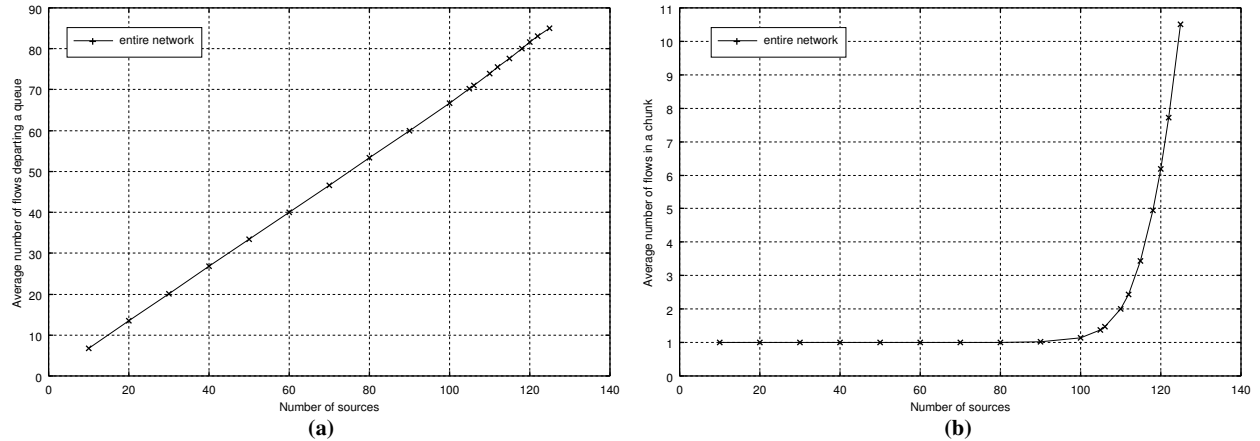 90
80
70
60
50
40
30
20
10
0
Average number of flows departing a queue
entire network
0 20 40 60 80 100 120 140
Number of sources
(a)
11
10
9
8
7
6
5
4
3
2
1
0
Average number of flows in a chunk
entire network
0 20 40 60 80 100 120 140
Number of sources
(b)